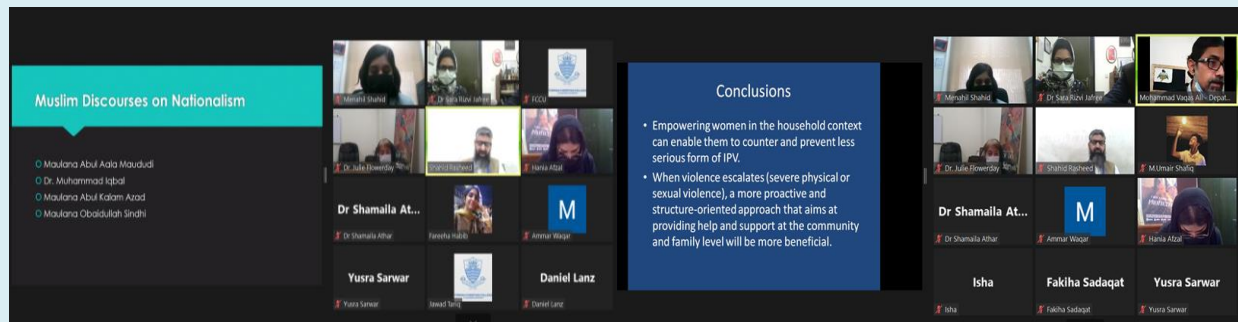 Muslim Discourses on Nationalism
Maulana Abul Aala Maududi
Dr. Muhammad Iqbal
Maulana Abul Kalam Azad
Maulana Obaidullah Sindhi
Menahil Shahid
Dr Sara Rizvi Jafree
FCCU
Dr. Julie Flowerday
Shahid Rasheed
Hania Afzal
Dr Shamaila At...
Dr Shamaila Athar
Fareeha Habib
M
Ammar Waqar
Yusra Sarwar
Yusra Sarwar
Jawad Tariq
Daniel Lanz
Daniel Lanz
Conclusions
• Empowering women in the household context
can enable them to counter and prevent less
serious form of IPV.
• When violence escalates (severe physical or
sexual violence), a more proactive and
structure-oriented approach that aims at
providing help and support at the community
and family level will be more beneficial.
Menahil Shahid
Dr Sara Rizvi Jafree
Mohammad Vaqas Ali - Depat...
Dr. Julie Flowerday
Shahid Rasheed
M.Umair Shafiq
Dr Shamaila At...
Dr Shamaila Athar
M
Ammar Waqar
Hania Afzal
Isha
Isha
Fakiha Sadaqat
Fakiha Sadaqat
Yusra Sarwar
Yusra Sarwar